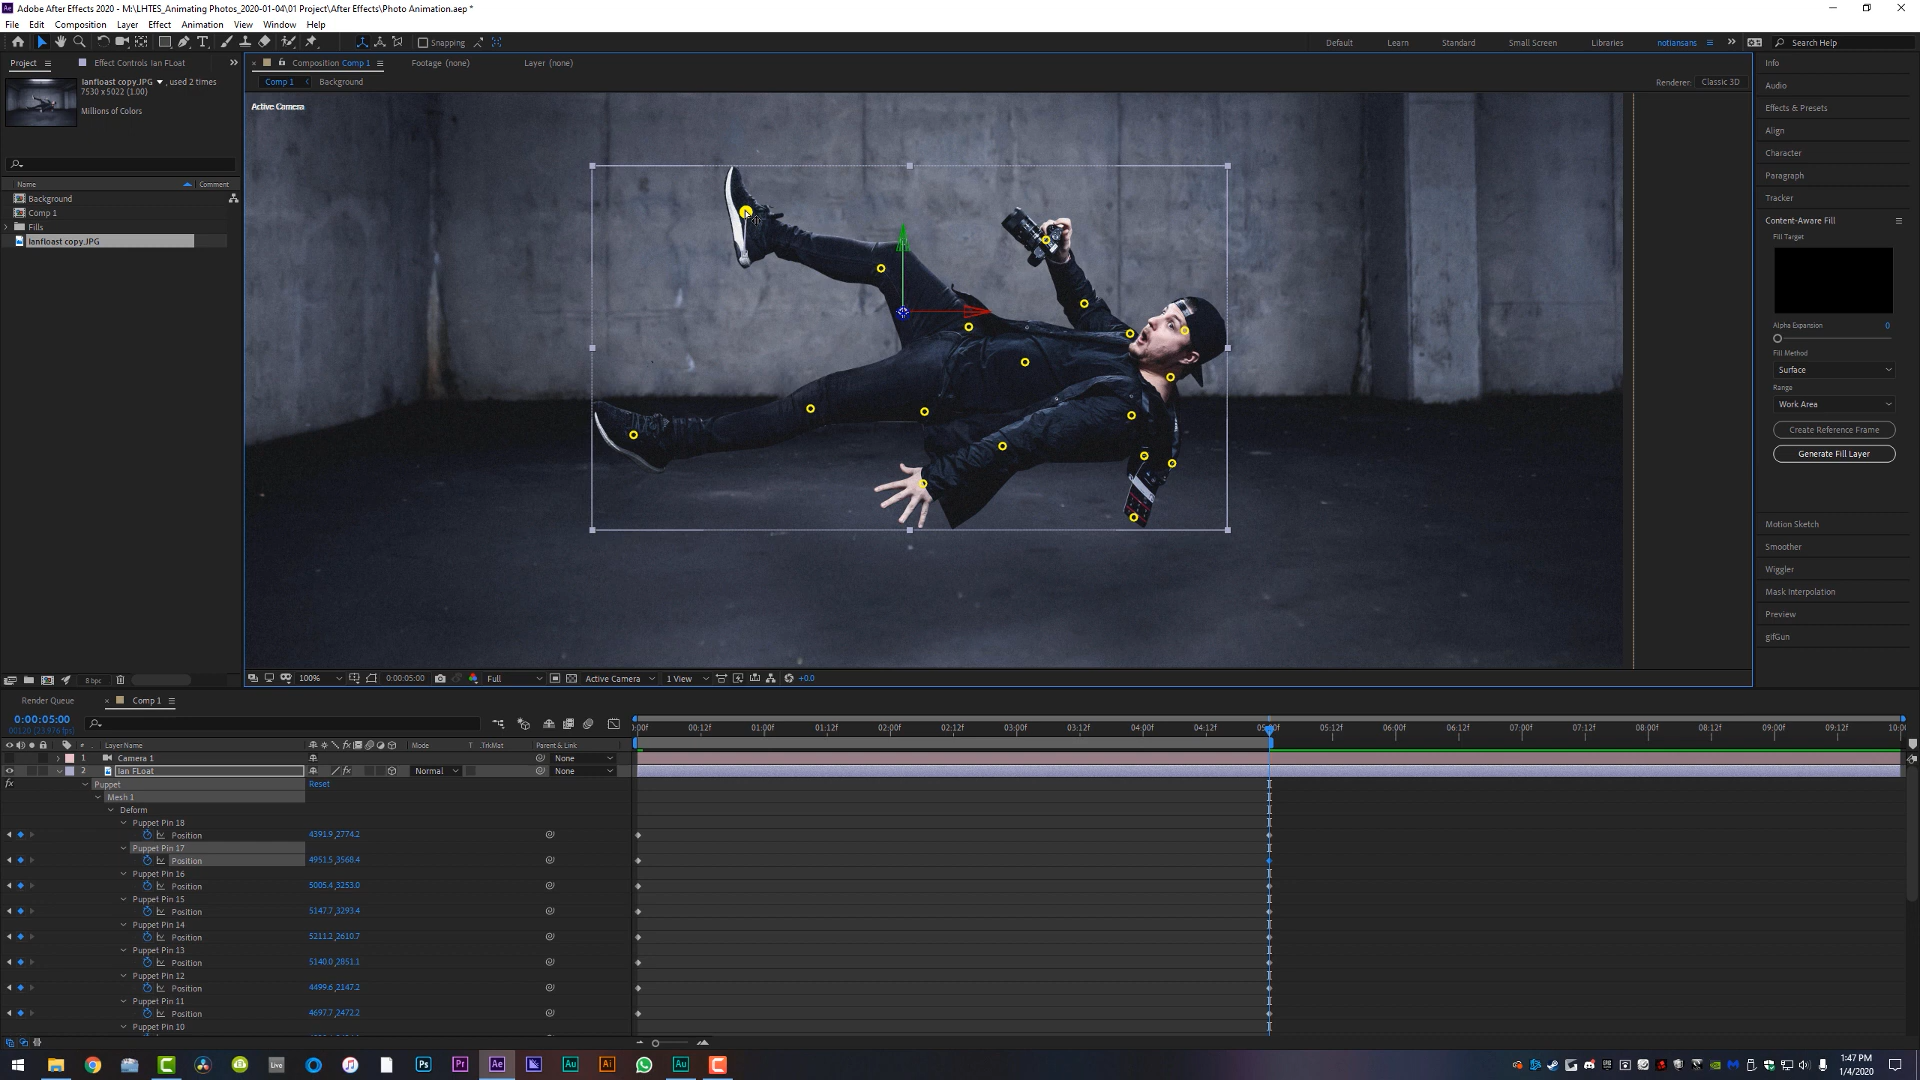 Adobe After Effects 2020 - M:\LHTES_Animating Photos_2020-01-04\01 Project\After Effects\Photo Animation.aep *
File Edit Composition Layer Effect Animation View Window Help
Snapping
Default Learn Standard Small Screen Libraries notiansans Search Help
Project Effect Controls Ian FLoat Composition Comp 1 Footage (none) Layer (none) Info
Ianfloast copy.JPG , used 2 times
7530 x 5022 (1.00)
Millions of Colors
Comp 1 Background Renderer: Classic 3D
Active Camera
Name Comment
Background
Comp 1
Fills
Ianfloast copy.JPG
Audio
Effects & Presets
Align
Character
Paragraph
Tracker
Content-Aware Fill
Fill Target
Alpha Expansion 0
Fill Method
Surface
Range
Work Area
Create Reference Frame
Generate Fill Layer
Motion Sketch
Smoother
Wiggler
Mask Interpolation
Preview
gifGun
8 bpc 100% 0:00:05:00 Full Active Camera 1 View +0.0
Render Queue Comp 1
0:00:05:00
00120 (23.976 fps)
:00f 00:12f 01:00f 01:12f 02:00f 02:12f 03:00f 03:12f 04:00f 04:12f 05:00f 05:12f 06:00f 06:12f 07:00f 07:12f 08:00f 08:12f 09:00f 09:12f 10:0
# Layer Name Mode T .TrkMat Parent & Link
1 Camera 1 None
2 Ian FLoat Normal None
Puppet Reset
Mesh 1
Deform
Puppet Pin 18
Position 4391.9,2774.2
Puppet Pin 17
Position 4951.5,3568.4
Puppet Pin 16
Position 5005.4,3253.0
Puppet Pin 15
Position 5147.7,3293.4
Puppet Pin 14
Position 5211.2,2610.7
Puppet Pin 13
Position 5140.0,2851.1
Puppet Pin 12
Position 4499.6,2147.2
Puppet Pin 11
Position 4697.7,2472.2
Puppet Pin 10
Live Ps Pr Ae Au Ai Au
1:47 PM
1/4/2020